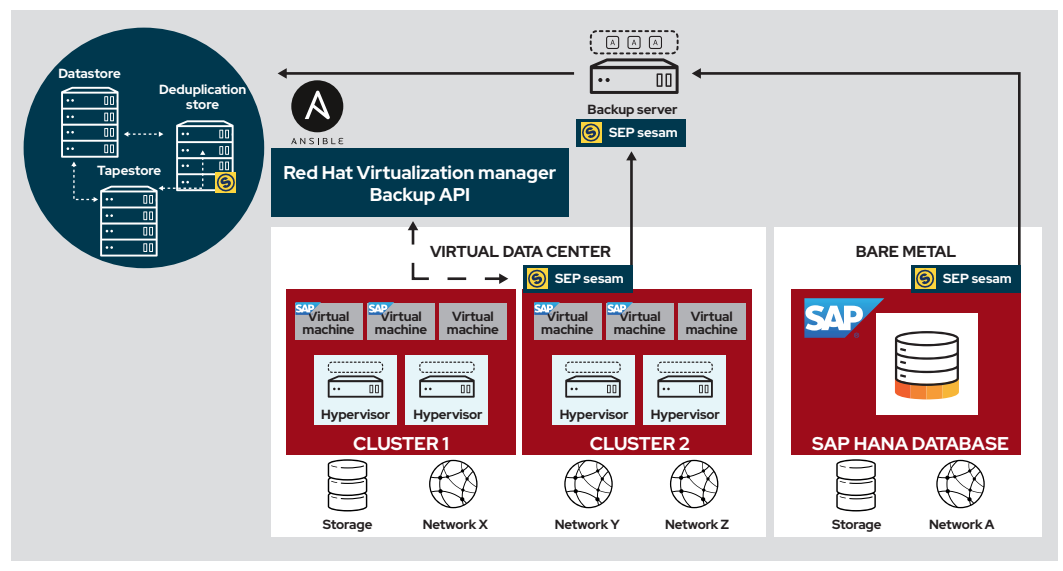 Datastore
Deduplication
store
Tapestore
ANSIBLE
A A A
Backup server
SEP sesam
Red Hat Virtualization manager
Backup API
VIRTUAL DATA CENTER
SEP sesam
BARE METAL
SEP sesam
SAP
Virtual
machine
SAP
Virtual
machine
Virtual
machine
Hypervisor
Hypervisor
CLUSTER 1
SAP
Virtual
machine
SAP
Virtual
machine
Virtual
machine
Hypervisor
Hypervisor
CLUSTER 2
SAP
SAP HANA DATABASE
Storage
Network X
Network Y
Network Z
Storage
Network A